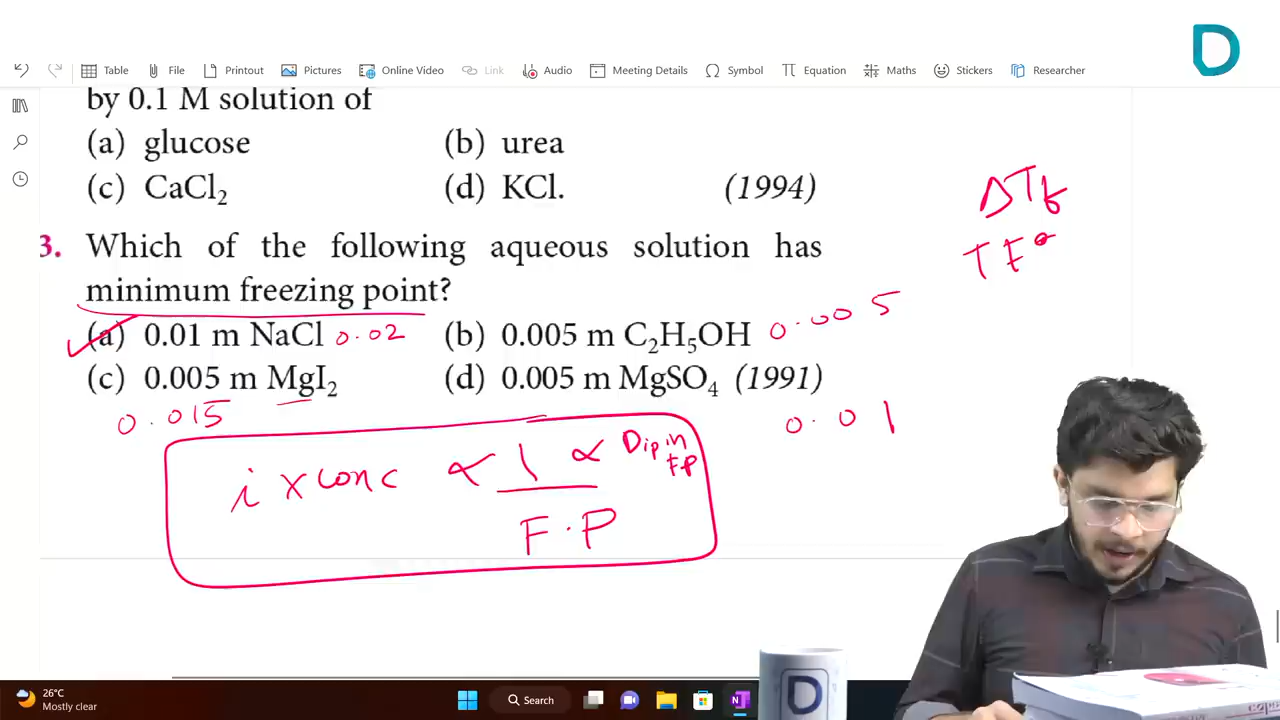 D
Table File Printout Pictures Online Video Link Audio Meeting Details Symbol Equation Maths Stickers Researcher
by 0.1 M solution of
(a) glucose (b) urea
(c) CaCl₂ (d) KCl. (1994)
ΔTf
TF°
3. Which of the following aqueous solution has
minimum freezing point?
(a) 0.01 m NaCl 0.02 (b) 0.005 m C₂H₅OH 0.005
(c) 0.005 m MgI₂ (d) 0.005 m MgSO₄ (1991)
0.015 0.01
i x conc ∝ 1/F.P ∝ Dip in F.P
26°C
Mostly clear
Search
D